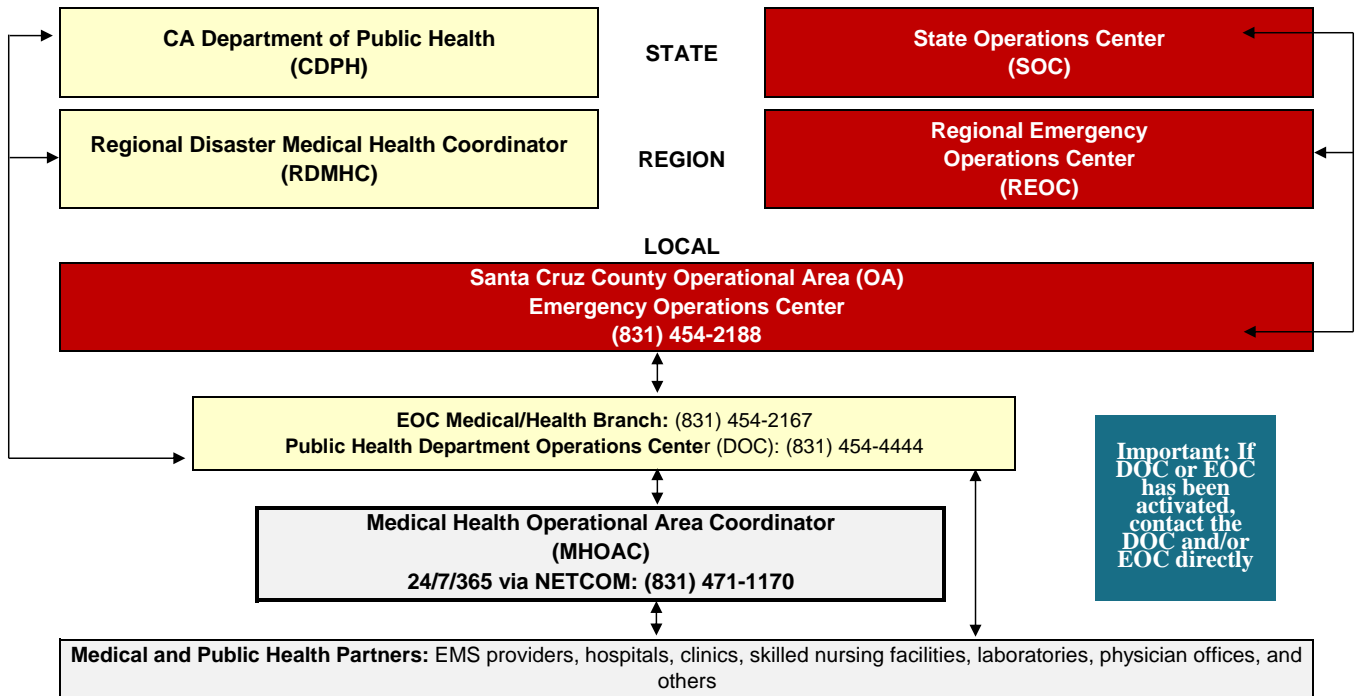 CA Department of Public Health
(CDPH)
STATE
State Operations Center
(SOC)
Regional Disaster Medical Health Coordinator
(RDMHC)
REGION
Regional Emergency
Operations Center
(REOC)
LOCAL
Santa Cruz County Operational Area (OA)
Emergency Operations Center
(831) 454-2188
EOC Medical/Health Branch: (831) 454-2167
Public Health Department Operations Center (DOC): (831) 454-4444
Important: If
DOC or EOC
has been
activated,
contact the
DOC and/or
EOC directly
Medical Health Operational Area Coordinator
(MHOAC)
24/7/365 via NETCOM: (831) 471-1170
Medical and Public Health Partners: EMS providers, hospitals, clinics, skilled nursing facilities, laboratories, physician offices, and
others